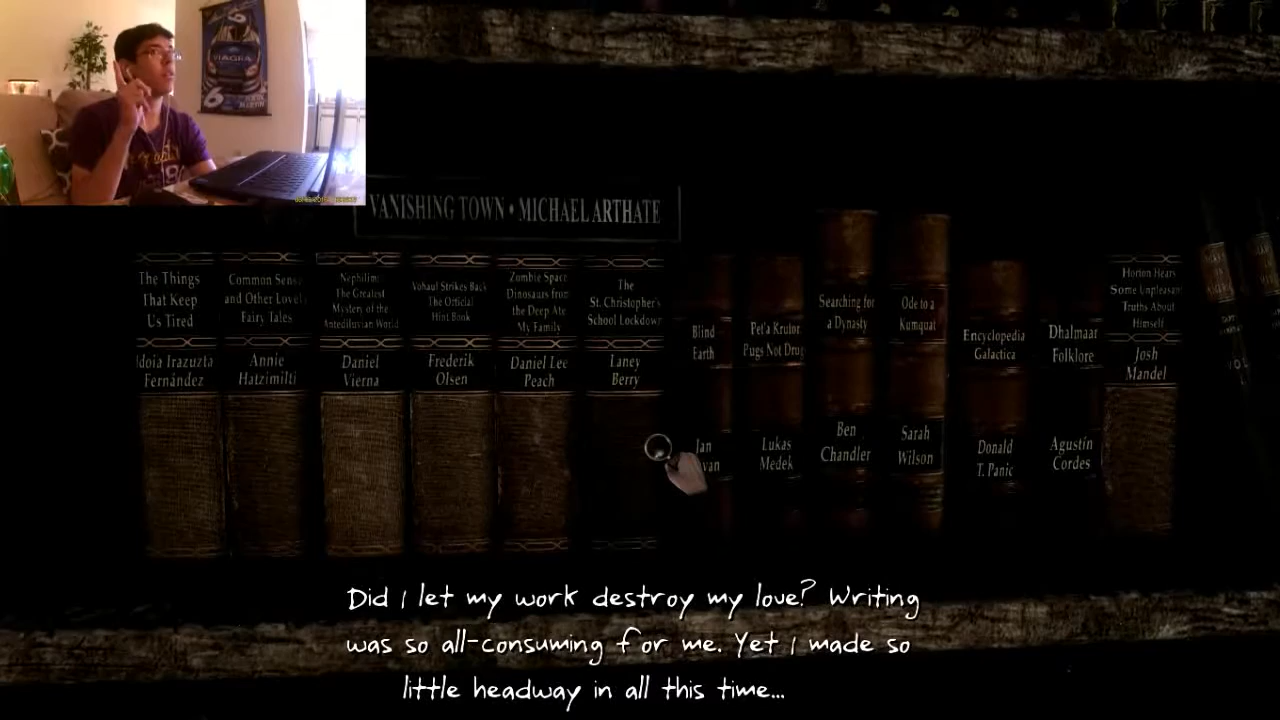 VIAGRA
6
VANISHING TOWN • MICHAEL ARTHATE
The Things
That Keep
Us Tired
Idoia Irazuzta
Fernández
Common Sense
and Other Lovely
Fairy Tales
Annie
Hatzimilti
Nephilim:
The Greatest
Mystery of the
Antediluvian World
Daniel
Vierna
Vohaul Strikes Back
The Official
Hint Book
Frederik
Olsen
Zombie Space
Dinosaurs from
the Deep Ate
My Family
Daniel Lee
Peach
The
St. Christopher's
School Lockdown
Laney
Berry
Blind
Earth
Jan
Pet'a Krutor
Pugs Not Drug
Lukas
Medek
Searching for
a Dynasty
Ben
Chandler
Ode to a
Kumquat
Sarah
Wilson
Encyclopedia
Galactica
Donald
T. Panic
Dhalmaar
Folklore
Agustín
Cordes
Horton Hears
Some Unpleasant
Truths About
Himself
Josh
Mandel
Did I let my work destroy my love? Writing
was so all-consuming for me. Yet I made so
little headway in all this time...